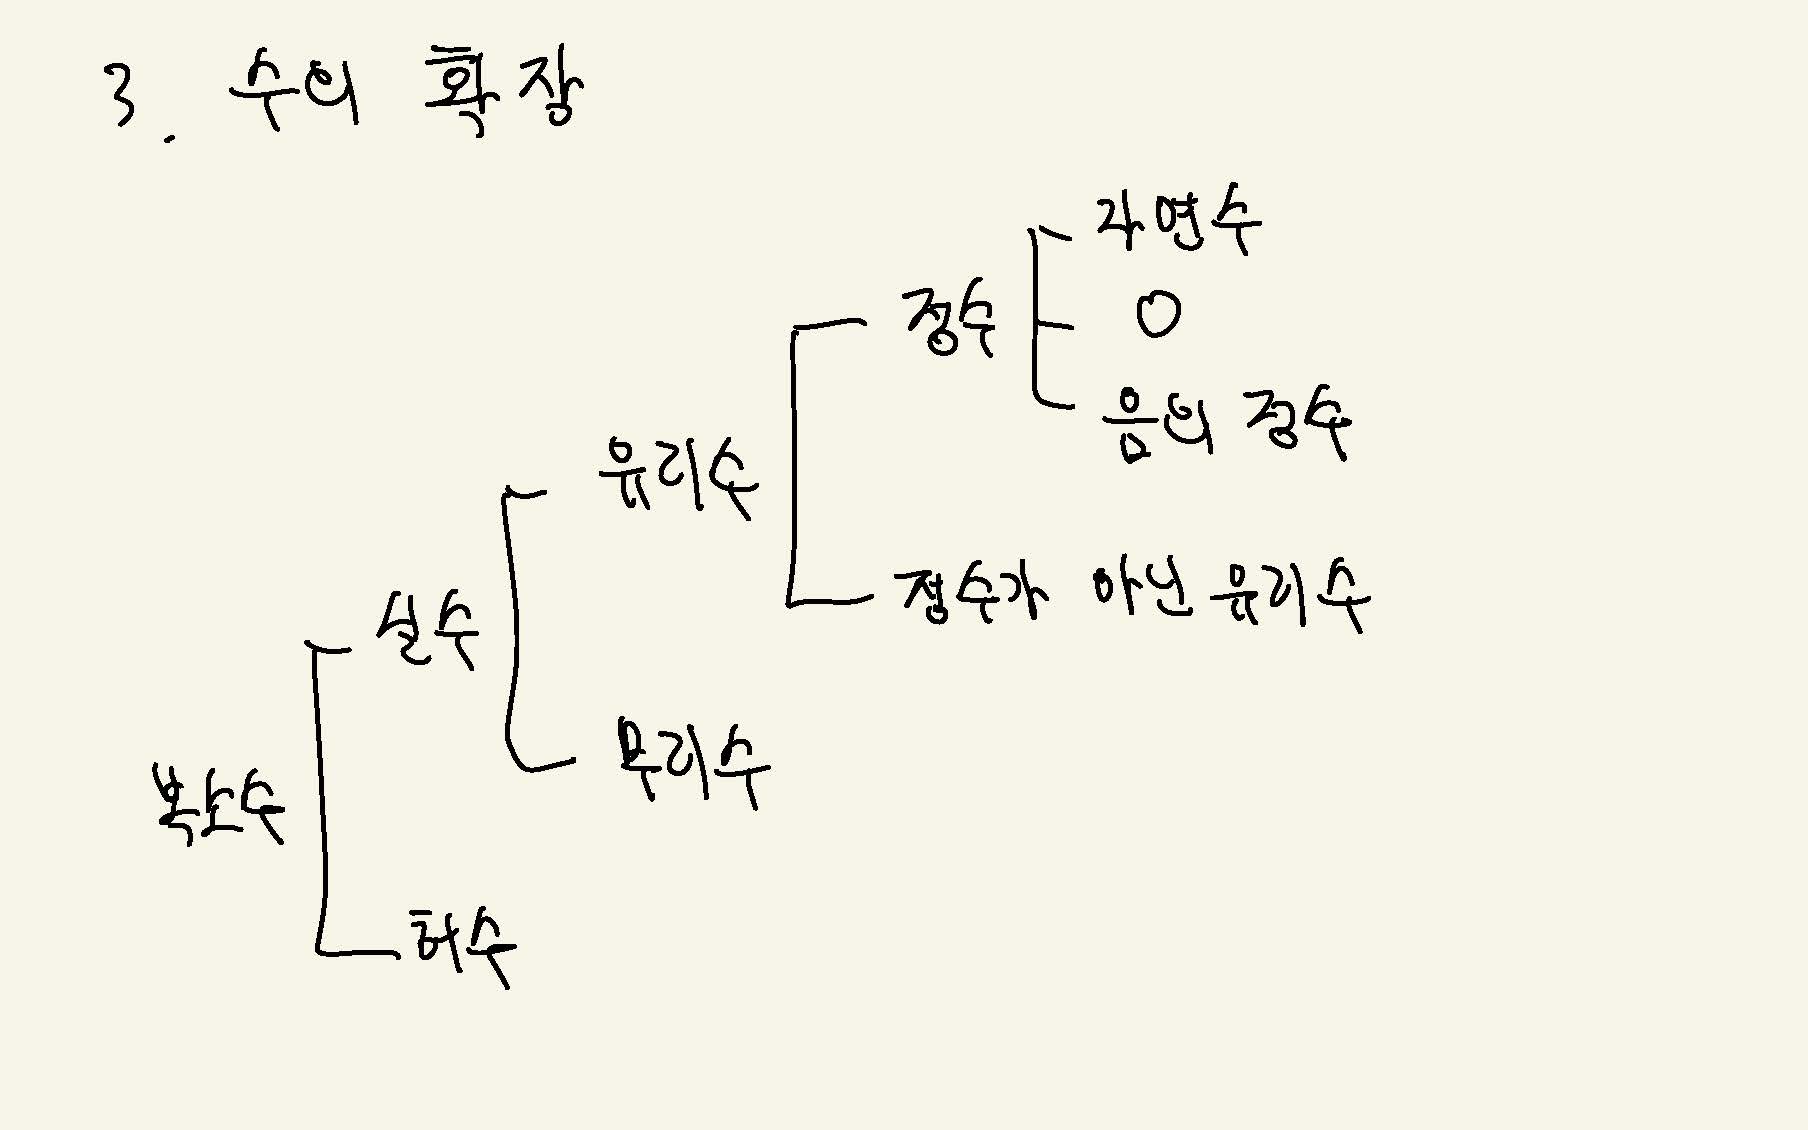 3. 수의 확장
자연수
정수
0
음의 정수
유리수
정수가 아닌 유리수
실수
무리수
복소수
허수